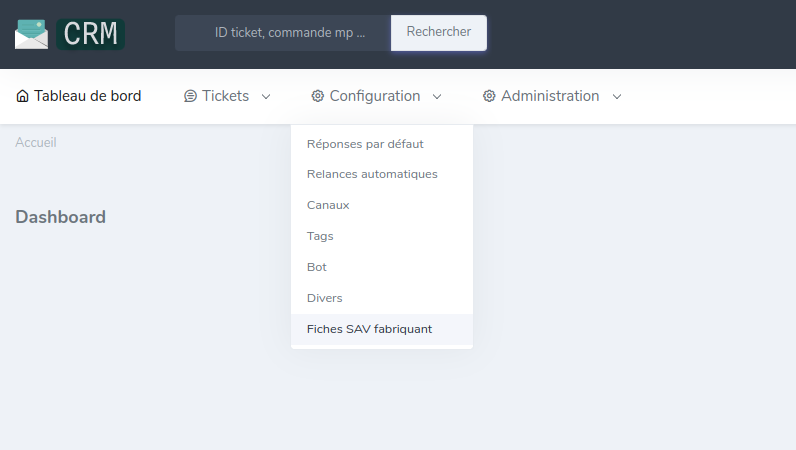 CRM
ID ticket, commande mp ...
Rechercher
Tableau de bord
Tickets
Configuration
Administration
Accueil
Réponses par défaut
Relances automatiques
Canaux
Tags
Bot
Divers
Fiches SAV fabriquant
Dashboard